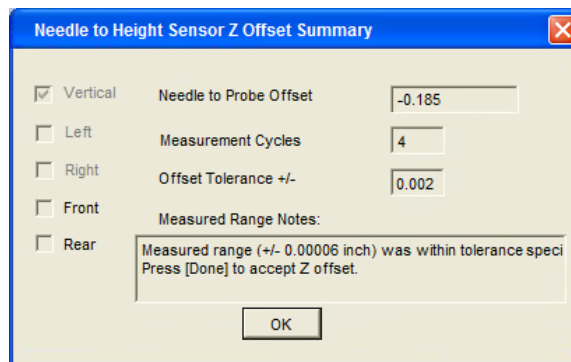 Needle to Height Sensor Z Offset Summary
Vertical
Needle to Probe Offset
-0.185
Left
Measurement Cycles
4
Right
Offset Tolerance +/-
0.002
Front
Measured Range Notes:
Rear
Measured range (+/- 0.00006 inch) was within tolerance speci
Press [Done] to accept Z offset.
OK